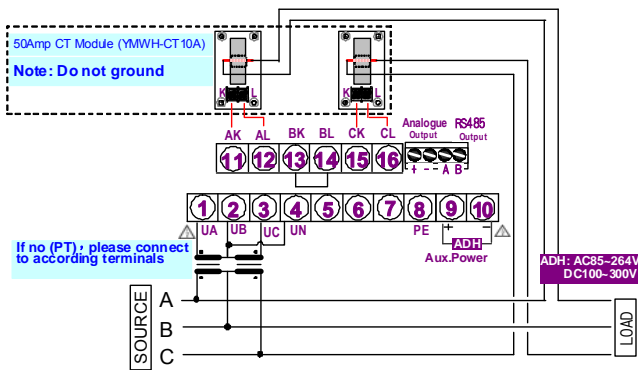 50Amp CT Module (YMWH-CT10A)
Note: Do not ground
K L
K L
AK AL BK BL CK CL
Analogue Output
RS485 Output
11 12 13 14 15 16
+ - A B
1 2 3 4 5 6 7 8 9 10
UA UB UC UN PE + -
ADH
Aux.Power
If no (PT)，please connect
to according terminals
ADH: AC85~264V
DC100~300V
SOURCE
A
B
C
LOAD